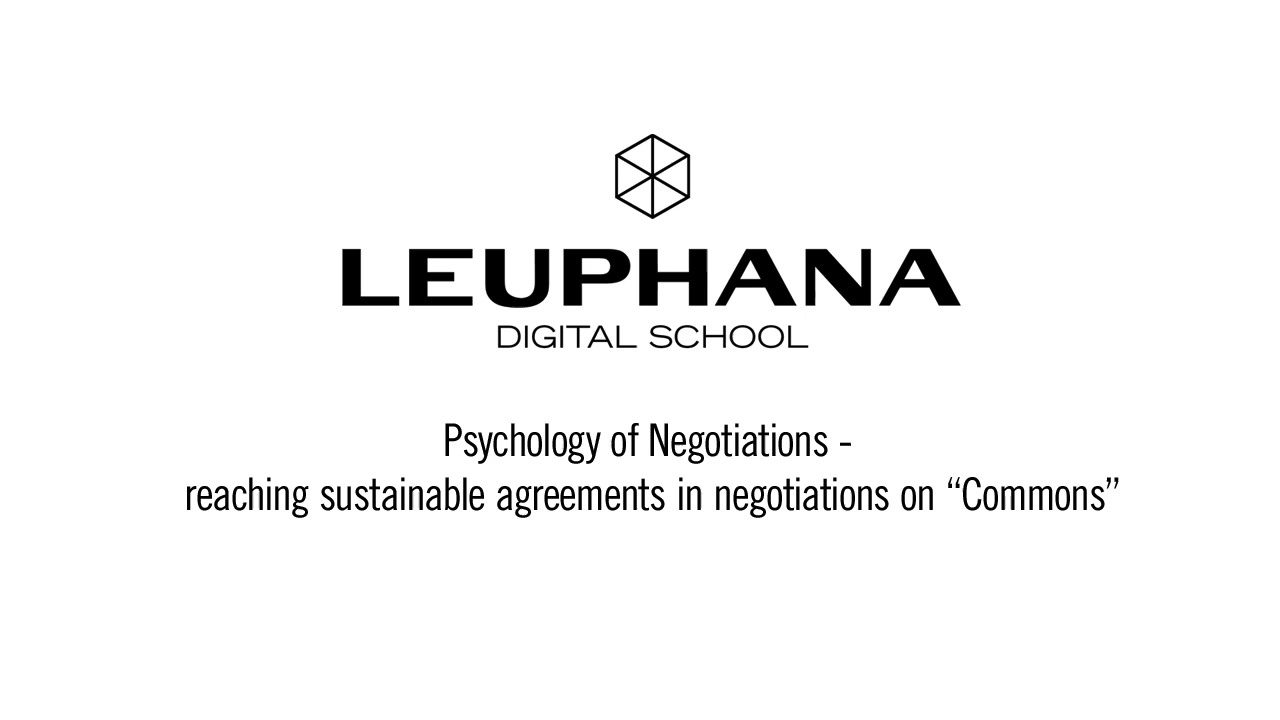 LEUPHANA
DIGITAL SCHOOL
Psychology of Negotiations -
reaching sustainable agreements in negotiations on “Commons”